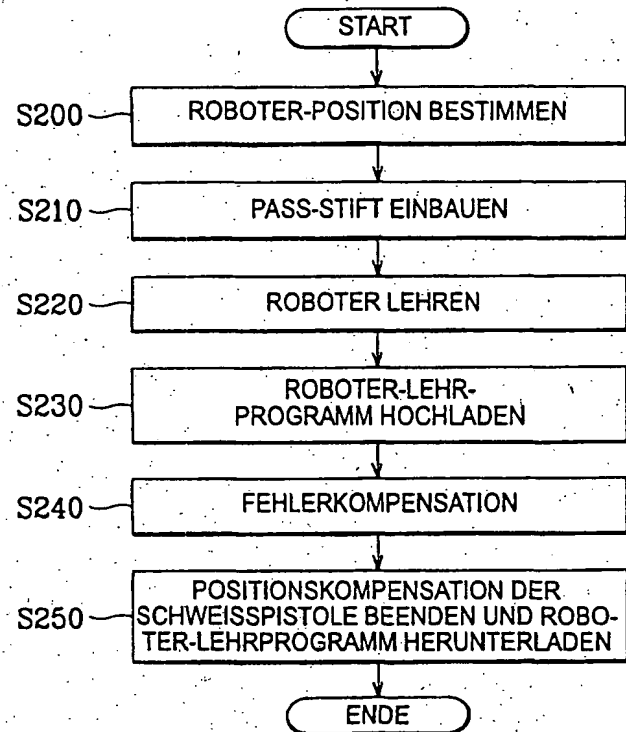 START
S200
ROBOTER-POSITION BESTIMMEN
S210
PASS-STIFT EINBAUEN
S220
ROBOTER LEHREN
S230
ROBOTER-LEHR-
PROGRAMM HOCHLADEN
S240
FEHLERKOMPENSATION
S250
POSITIONSKOMPENSATION DER
SCHWEISSPISTOLE BEENDEN UND ROBO-
TER-LEHRPROGRAMM HERUNTERLADEN
ENDE